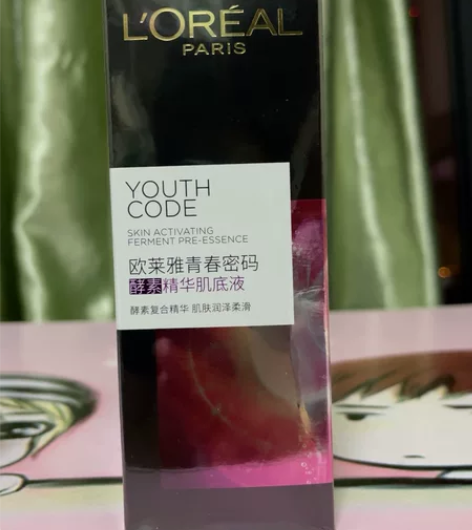 L'ORÉAL
PARIS
YOUTH
CODE
SKIN ACTIVATING
FERMENT PRE-ESSENCE
欧莱雅青春密码
酵素精华肌底液
酵素复合精华 肌肤润泽柔滑